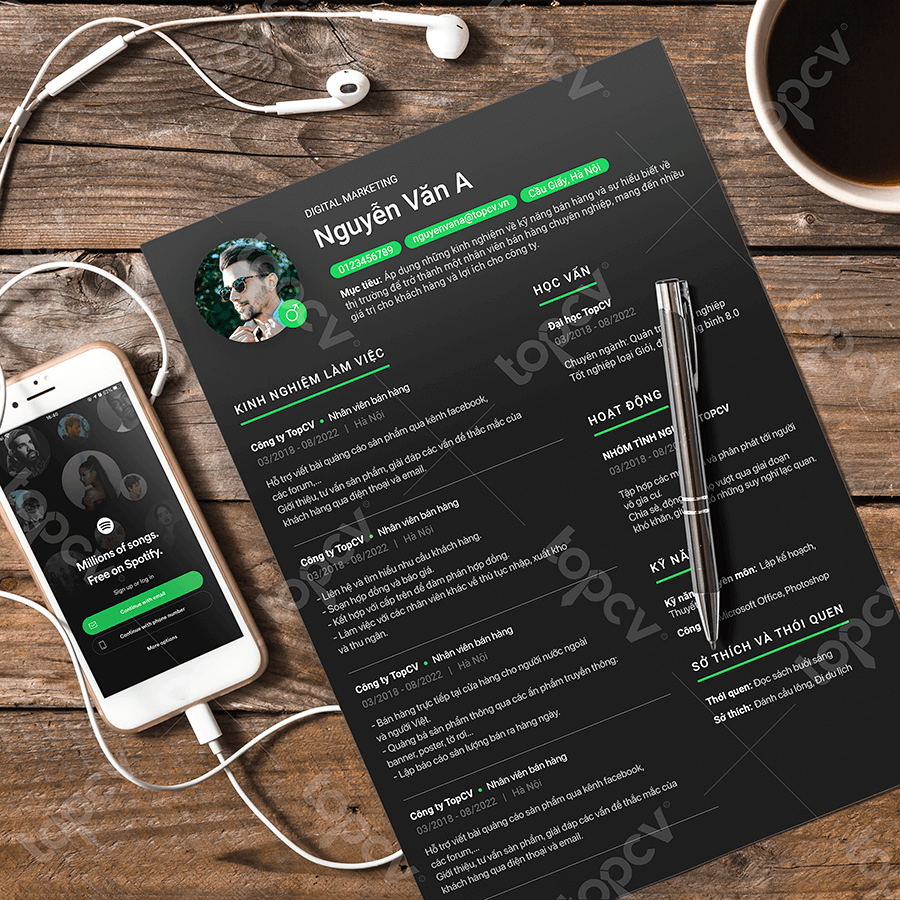 DIGITAL MARKETING
Nguyễn Văn A
0123456789
nguyenvana@topcv.vn
Cầu Giấy, Hà Nội
Mục tiêu: Áp dụng những kinh nghiệm về kỹ năng bán hàng và sự hiểu biết về
thị trường để trở thành một nhân viên bán hàng chuyên nghiệp, mang đến nhiều
giá trị cho khách hàng và lợi ích cho công ty.
KINH NGHIỆM LÀM VIỆC
Công ty TopCV • Nhân viên bán hàng
03/2018 - 08/2022 | Hà Nội
Hỗ trợ viết bài quảng cáo sản phẩm qua kênh facebook,
các forum,...
Giới thiệu, tư vấn sản phẩm, giải đáp các vấn đề thắc mắc của
khách hàng qua điện thoại và email.
Công ty TopCV • Nhân viên bán hàng
03/2018 - 08/2022 | Hà Nội
- Liên hệ và tìm hiểu nhu cầu khách hàng.
- Soạn hợp đồng và báo giá.
- Kết hợp với cấp trên để đàm phán hợp đồng.
- Làm việc với các nhân viên khác về thủ tục nhập, xuất kho
và thu ngân.
Công ty TopCV • Nhân viên bán hàng
03/2018 - 08/2022 | Hà Nội
- Bán hàng trực tiếp tại cửa hàng cho người nước ngoài
và người Việt.
- Quảng bá sản phẩm thông qua các ấn phẩm truyền thông:
banner, poster, tờ rơi...
- Lập báo cáo sản lượng bán ra hàng ngày.
Công ty TopCV • Nhân viên bán hàng
03/2018 - 08/2022 | Hà Nội
Hỗ trợ viết bài quảng cáo sản phẩm qua kênh facebook,
các forum,...
Giới thiệu, tư vấn sản phẩm, giải đáp các vấn đề thắc mắc của
khách hàng qua điện thoại và email.
HỌC VẤN
Đại học TopCV
03/2018 - 08/2022
Chuyên ngành: Quản nghiệp
Tốt nghiệp loại Giỏi, bình 8.0
HOẠT ĐỘNG
NHÓM TÌNH TOPCV
03/2018
Tập hợp các và phân phát tới người
vô gia cư.
Chia sẻ, vượt qua giai đoạn
khó khăn, những suy nghĩ lạc quan.
KỸ
Kỹ môn: Lập kế hoạch,
Thuyết
Công Microsoft Office, Photoshop
SỞ THÍCH VÀ THÓI QUEN
Thói quen: Đọc sách buổi sáng
Sở thích: Đánh cầu lông, Đi du lịch
16:40
Millions of songs.
Free on Spotify.
Sign up or log in
Continue with email
Continue with phone number
More options
topcv